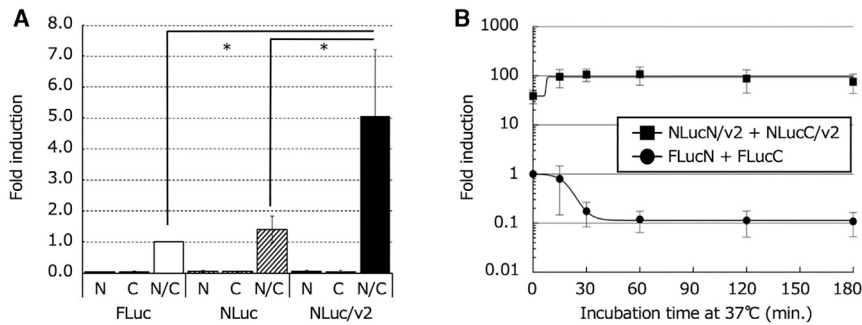 A
Fold induction
8.0
7.0
6.0
5.0
4.0
3.0
2.0
1.0
0.0
*
*
N C N/C N C N/C N C N/C
FLuc NLuc NLuc/v2
B
Fold induction
1000
100
10
1
0.1
0.01
NLucN/v2 + NLucC/v2
FLucN + FLucC
0 30 60 90 120 150 180
Incubation time at 37℃ (min.)